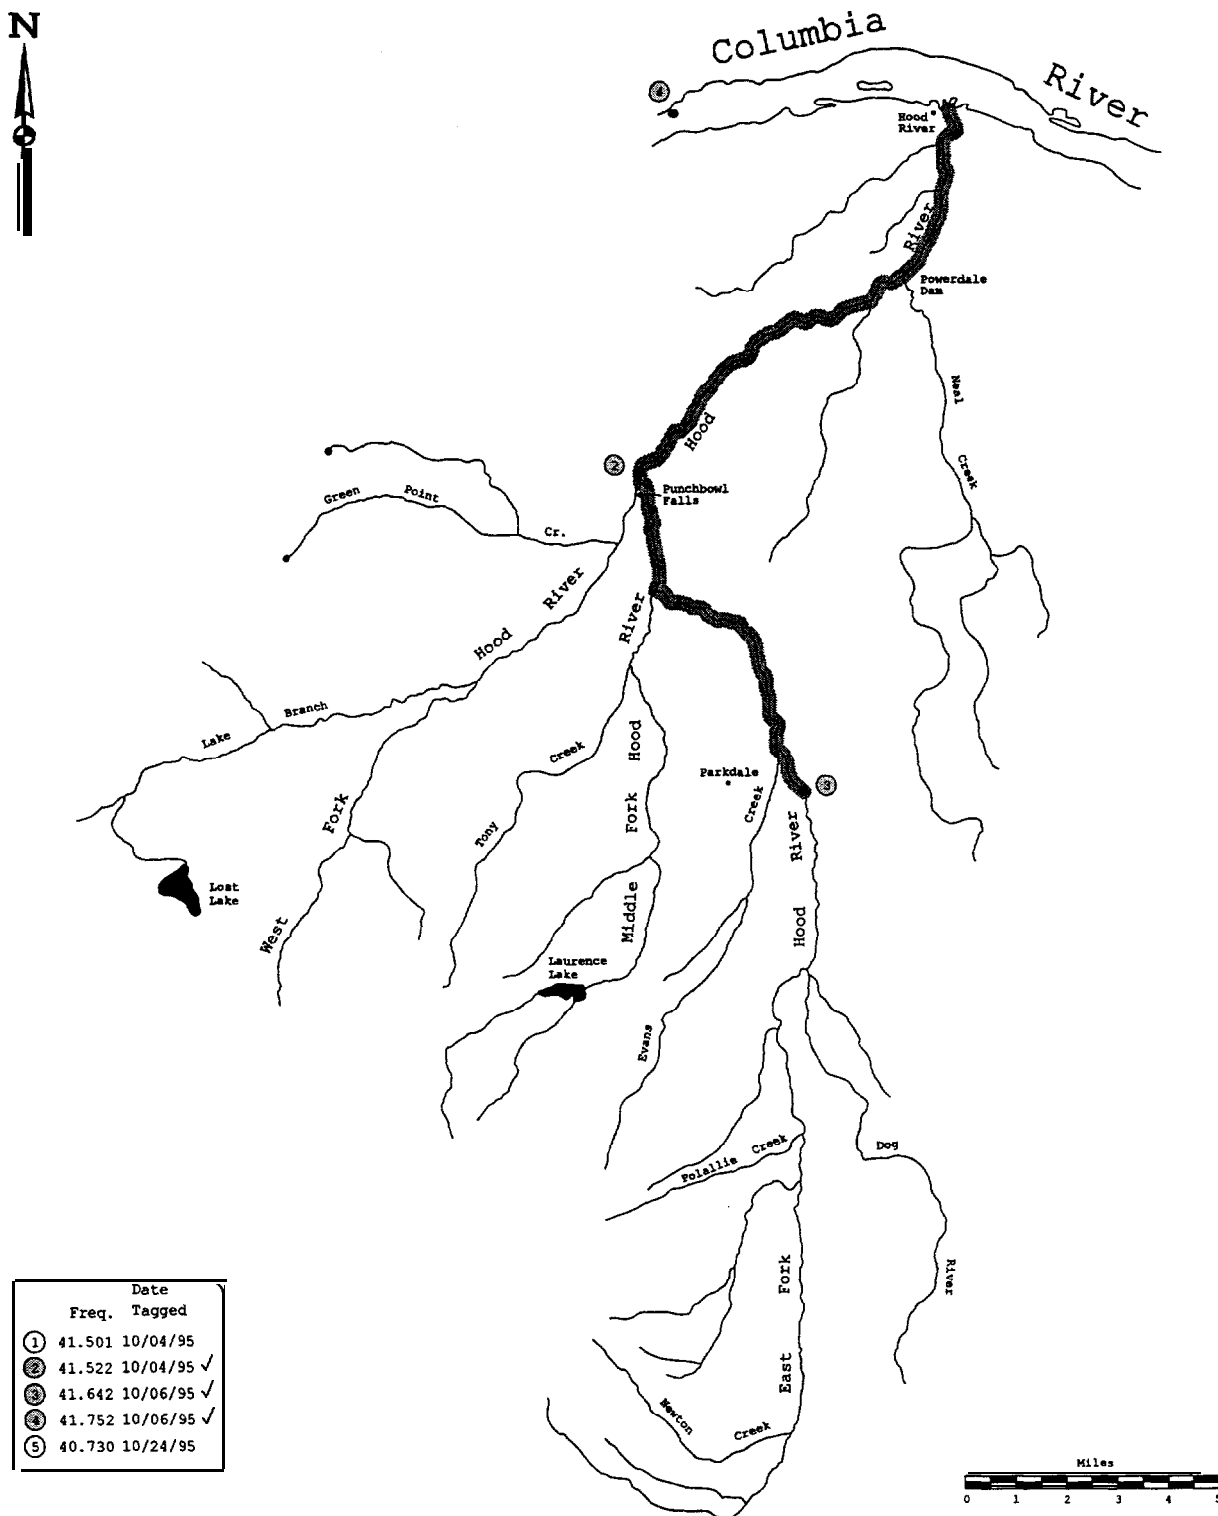 N
Columbia
River
4
Hood
River
River
Powerdale
Dam
Neal
Creek
Hood
2
Punchbowl
Falls
Green Point Cr.
River
Hood
River
Lake Branch
Hood
Creek
Tony
Parkdale
Creek
3
River
Fork
Fork
Middle
Hood
Lost
Lake
West
Laurence
Lake
Evans
Polallie Creek
Dog
River
Fork
East
Newton
Creek
Date
Freq. Tagged
1 41.501 10/04/95
2 41.522 10/04/95 ✓
3 41.642 10/06/95 ✓
4 41.752 10/06/95 ✓
5 40.730 10/24/95
Miles
0 1 2 3 4 5